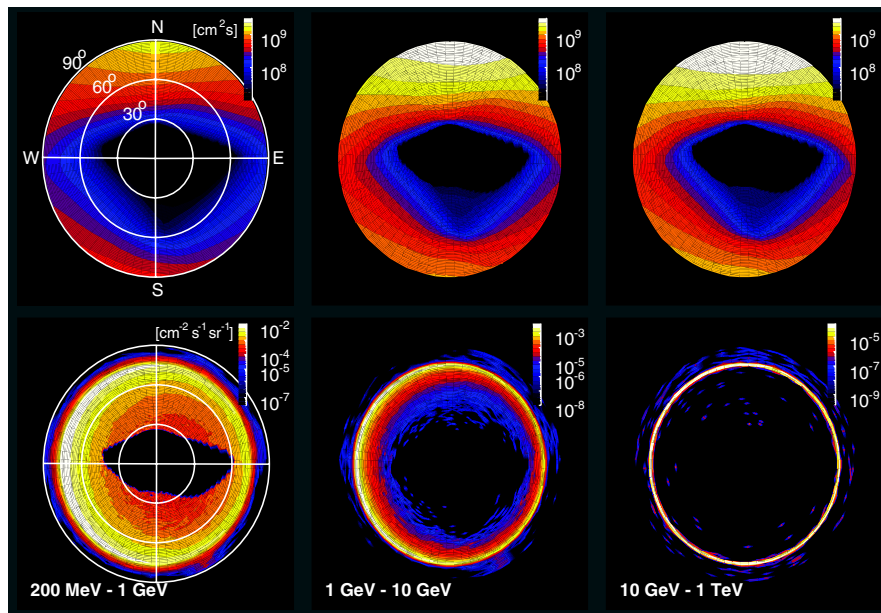 [cm²s]
N
10⁹
10⁸
90°
60°
30°
W
E
S
10⁹
10⁸
10⁹
10⁸
[cm⁻² s⁻¹ sr⁻¹]
10⁻²
10⁻⁴
10⁻⁵
10⁻⁷
200 MeV - 1 GeV
10⁻³
10⁻⁵
10⁻⁶
10⁻⁸
1 GeV - 10 GeV
10⁻⁵
10⁻⁷
10⁻⁹
10 GeV - 1 TeV